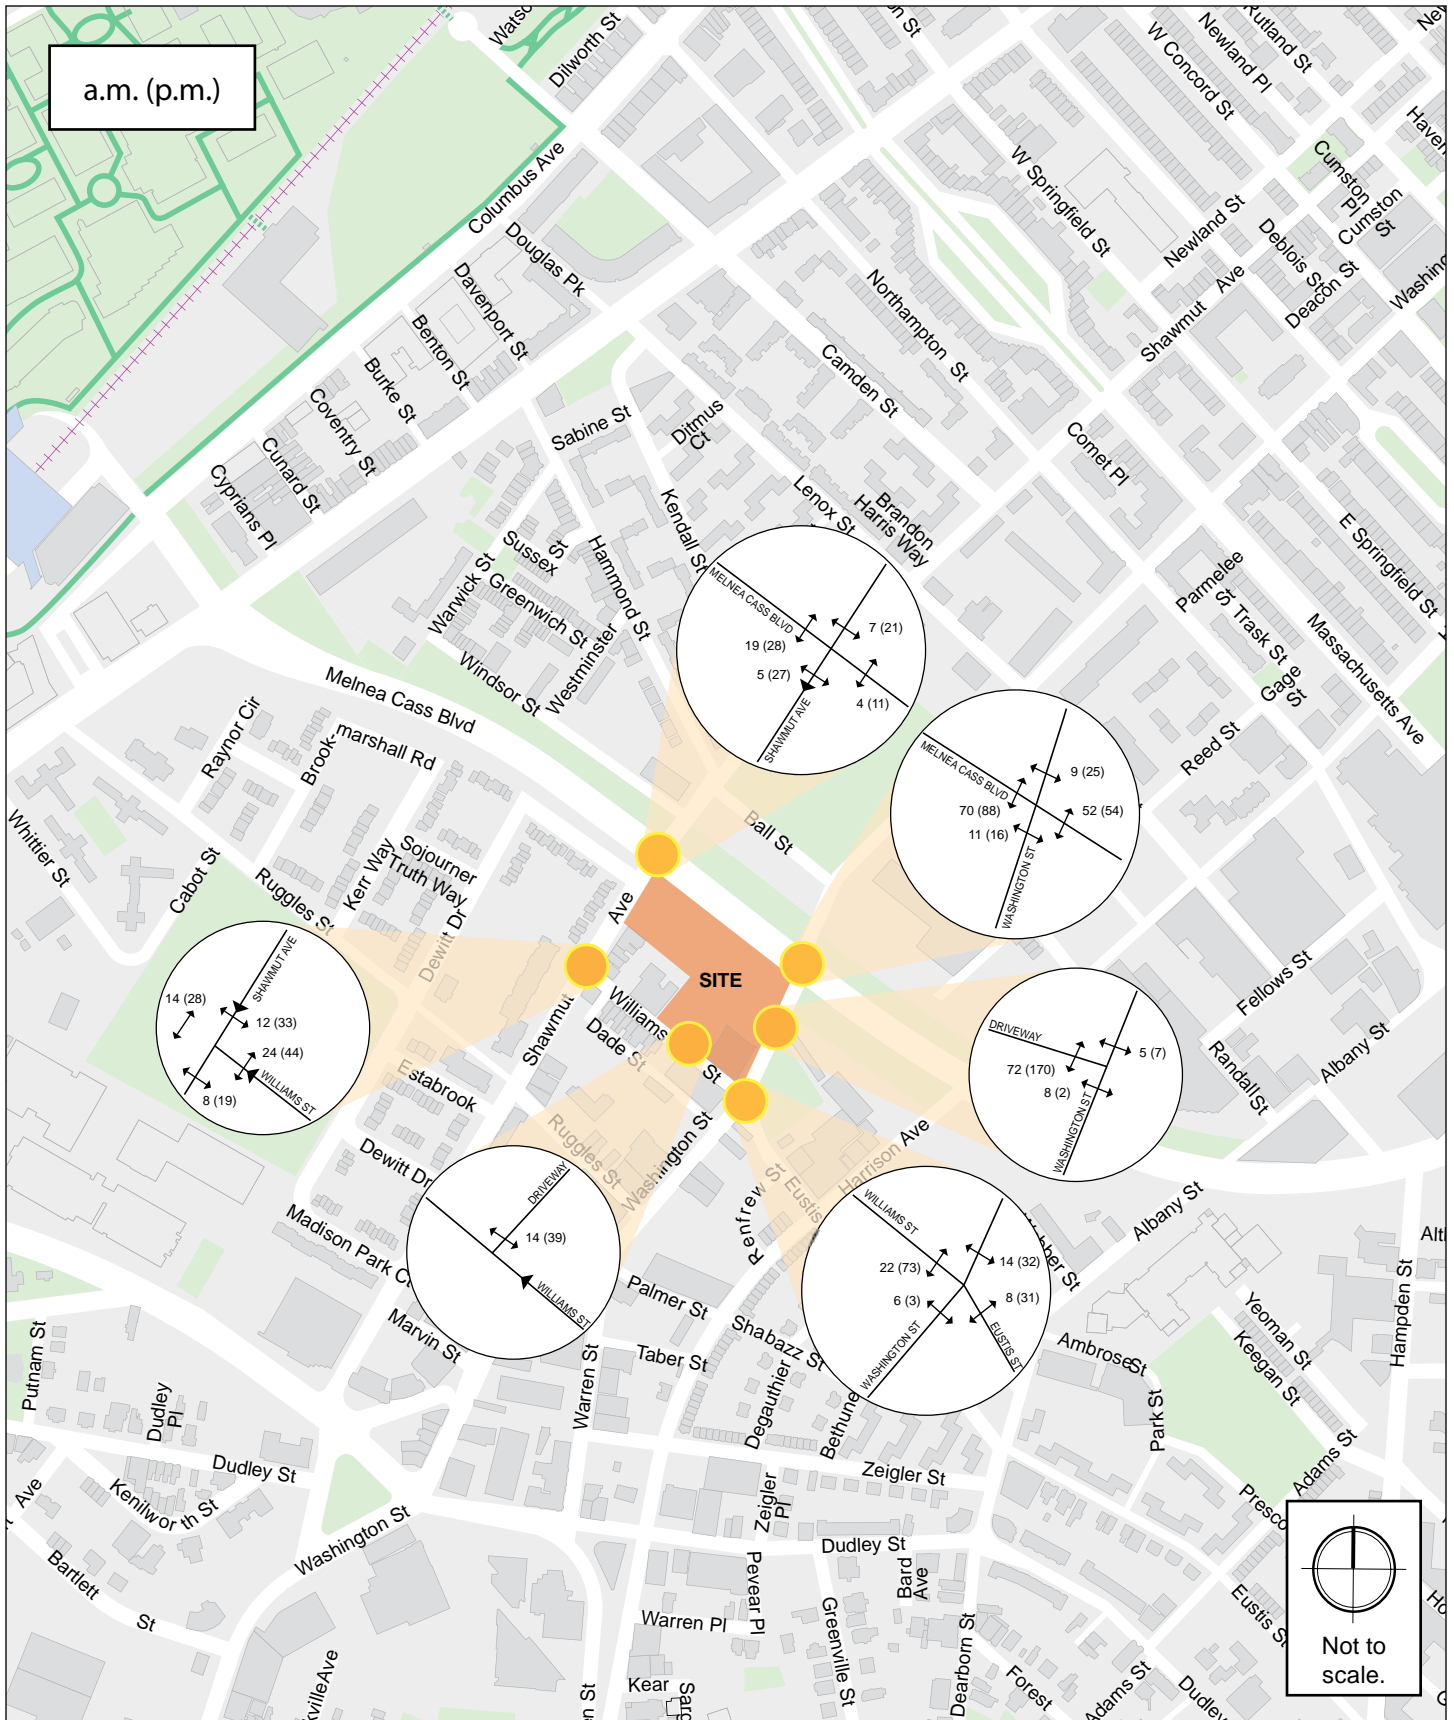 a.m. (p.m.)
Dilworth St
Rutland St
Newland Pl
W Concord St
Columbus Ave
W Springfield St
Cumston Pl
Cumston St
Douglas Pk
Newland St
Deblois St
Deacon St
Shawmut Ave
Davenport St
Benton St
Burke St
Coventry St
Cunard St
Cyprians Pl
Northampton St
Camden St
Sabine St
Ditmus Ct
Comet Pl
Kendall St
Lenox St
Brandon
Harris Way
E Springfield St
Sussex St
Hammond St
Parmelee St
Warwick St
Greenwich St
Trask St
Massachusetts Ave
Windsor St
Westminster
Gage St
Melnea Cass Blvd
Reed St
Raynor Cir
Brook-
marshall Rd
MELNEA CASS BLVD
SHAWMUT AVE
19 (28)
7 (21)
5 (27)
4 (11)
MELNEA CASS BLVD
WASHINGTON ST
9 (25)
70 (88)
52 (54)
11 (16)
Ball St
Whittier St
Cabot St
Ruggles St
Kerr Way
Sojourner
Truth Way
Dewitt Dr
Ave
SITE
Williams
St
Dade St
Shawmut
Fellows St
Albany St
Randall St
SHAWMUT AVE
14 (28)
12 (33)
24 (44)
8 (19)
WILLIAMS ST
DRIVEWAY
72 (170)
5 (7)
8 (2)
WASHINGTON ST
Estabrook
Ruggles St
Washington St
Harrison Ave
Renfrew St
Eustis
Dewitt Dr
Madison Park Ct
Marvin St
DRIVEWAY
14 (39)
WILLIAMS ST
WILLIAMS ST
22 (73)
14 (32)
6 (3)
8 (31)
WASHINGTON ST
EUSTIS ST
Albany St
Palmer St
Shabazz St
Taber St
Warren St
Degauthier
Bethune
Ambrose St
Park St
Yeoman St
Keegan St
Hampden St
Adams St
Putnam St
Dudley Pl
Dudley St
Kenilworth St
Washington St
Bartlett
St
Zeigler St
Zeigler Pl
Dudley St
Pevear Pl
Bard Ave
Greenville St
Warren Pl
Kear
Dearborn St
Forest
Adams St
Dudley
Eustis St
Not to
scale.